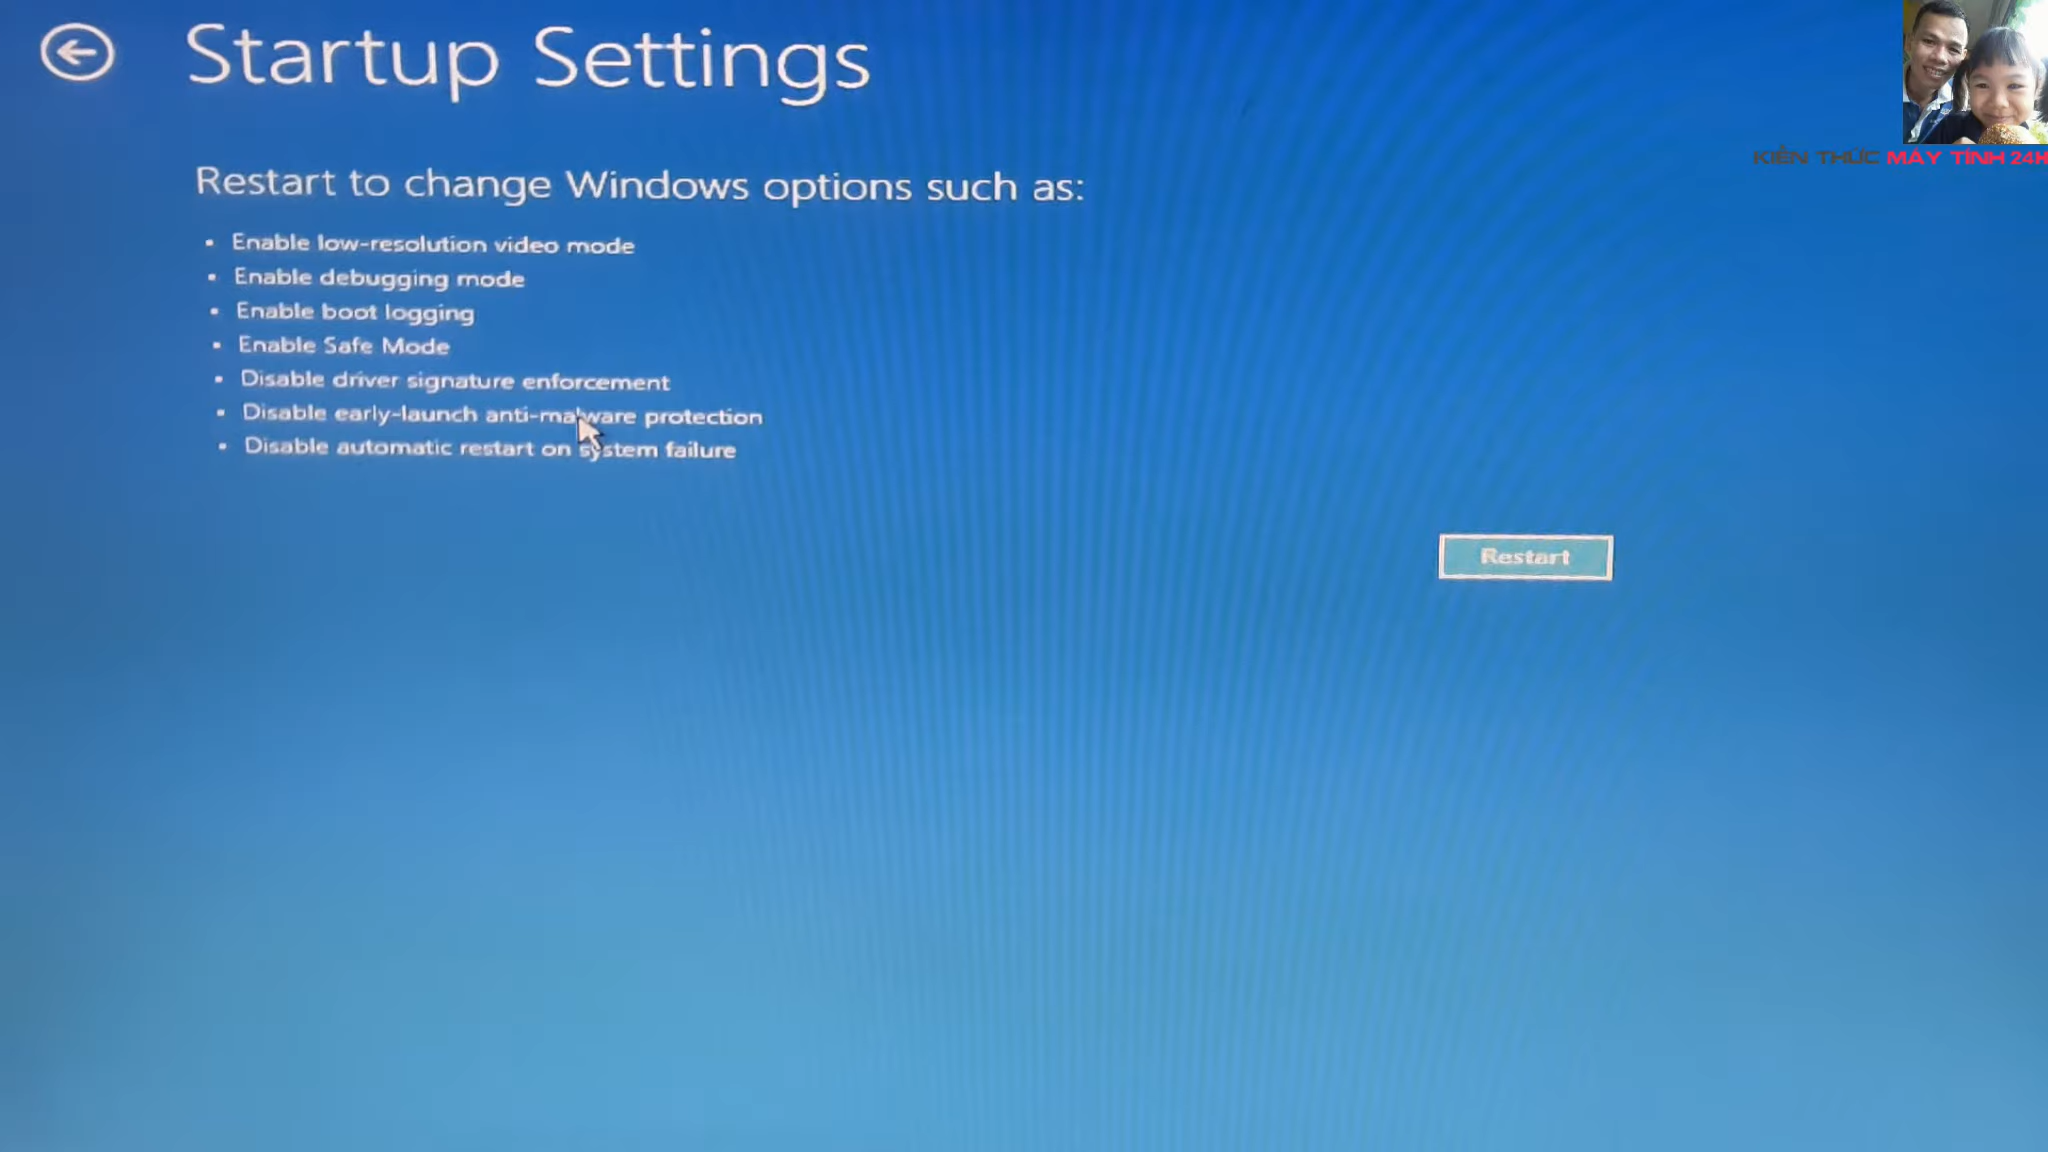 Startup Settings
KIẾN THỨC MÁY TÍNH 24H
Restart to change Windows options such as:
• Enable low-resolution video mode
• Enable debugging mode
• Enable boot logging
• Enable Safe Mode
• Disable driver signature enforcement
• Disable early-launch anti-malware protection
• Disable automatic restart on system failure
Restart